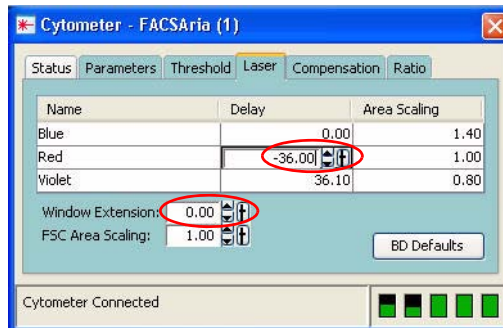 Cytometer - FACSAria (1)
Status Parameters Threshold Laser Compensation Ratio
Name Delay Area Scaling
Blue 0.00 1.40
Red -36.00 1.00
Violet 36.10 0.80
Window Extension: 0.00
FSC Area Scaling: 1.00
BD Defaults
Cytometer Connected